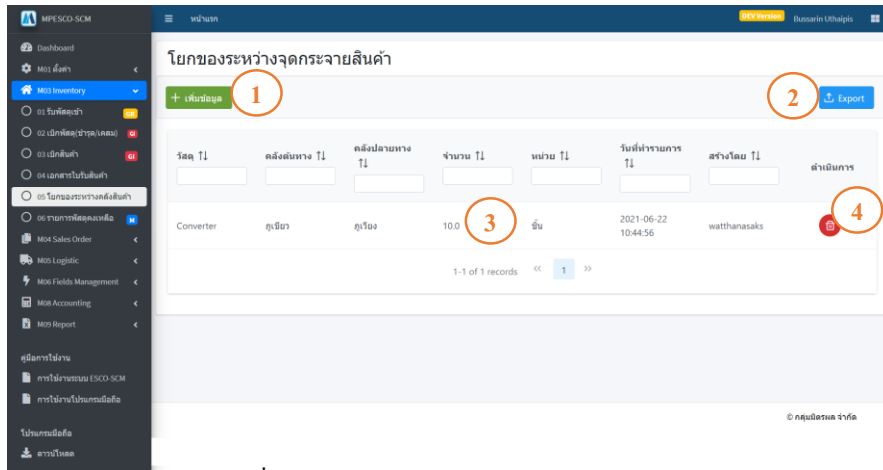 MPESCO-SCM
หน้าแรก
DEV Version
Bussarin Uthaipis
Dashboard
M01 ตั้งค่า
M03 Inventory
01 รับพัสดุเข้า
GR
02 เบิกพัสดุ(ชำรุด/เคลม)
GI
03 เบิกสินค้า
GI
04 เอกสารใบรับสินค้า
05 โยกของระหว่างคลังสินค้า
06 รายการพัสดุคงเหลือ
M
M04 Sales Order
M05 Logistic
M06 Fields Management
M08 Accounting
M09 Report
คู่มือการใช้งาน
การใช้งานระบบ ESCO-SCM
การใช้งานโปรแกรมมือถือ
โปรแกรมมือถือ
ดาวน์โหลด
โยกของระหว่างจุดกระจายสินค้า
+ เพิ่มข้อมูล
1
2
Export
วัสดุ ↑↓
คลังต้นทาง ↑↓
คลังปลายทาง ↑↓
จำนวน ↑↓
หน่วย ↑↓
วันที่ทำรายการ ↑↓
สร้างโดย ↑↓
ดำเนินการ
Converter
ภูเขียว
ภูเวียง
10.0
3
ชิ้น
2021-06-22
10:44:56
watthanasaks
4
1-1 of 1 records
«
1
»
© กลุ่มมิตรผล จำกัด